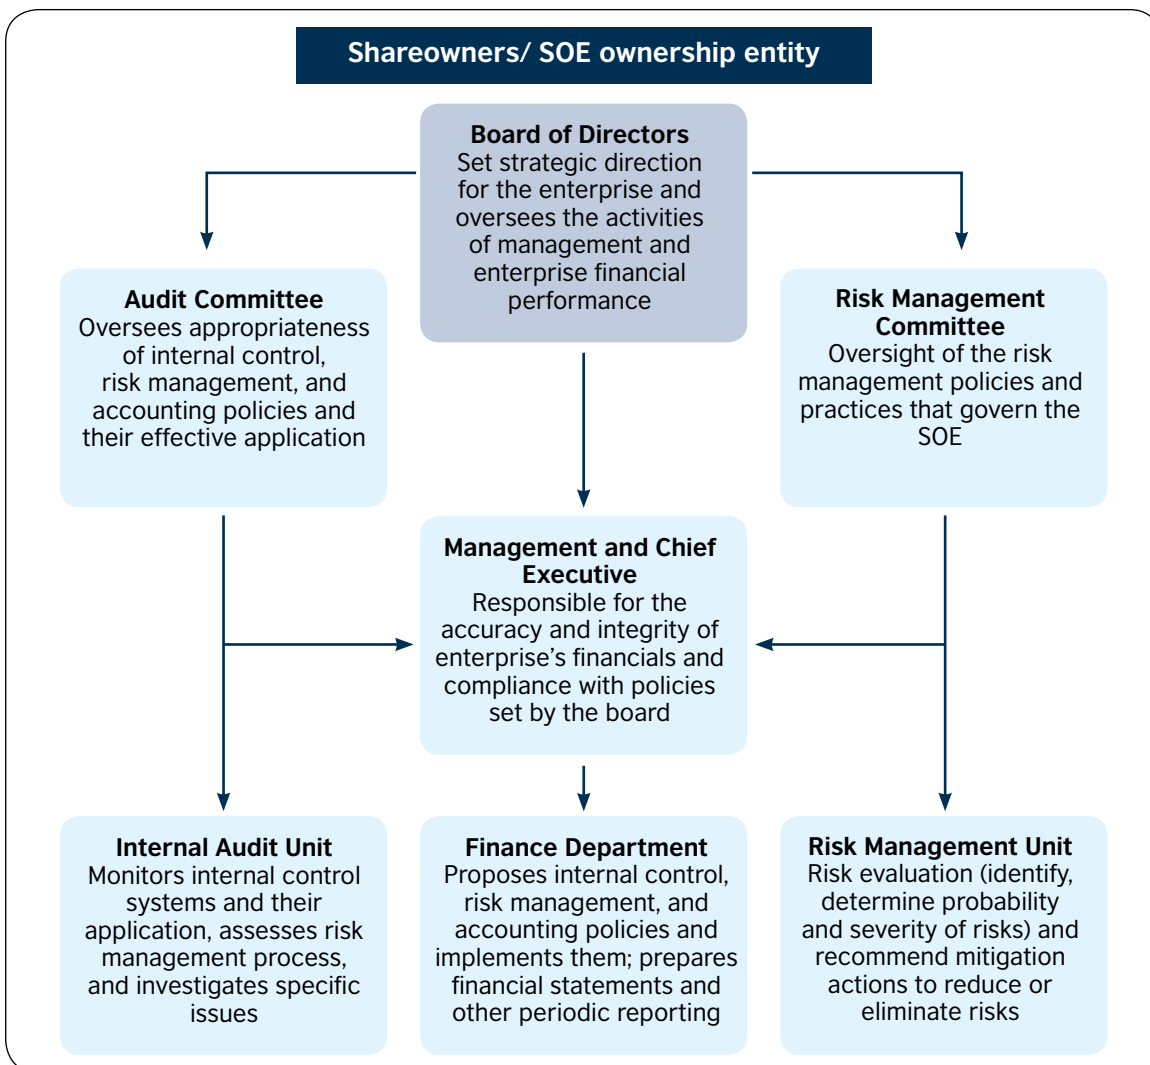 Shareowners/ SOE ownership entity
Board of Directors
Set strategic direction
for the enterprise and
oversees the activities
of management and
enterprise financial
performance
Audit Committee
Oversees appropriateness
of internal control,
risk management, and
accounting policies and
their effective application
Risk Management
Committee
Oversight of the risk
management policies and
practices that govern the
SOE
Management and Chief
Executive
Responsible for the
accuracy and integrity of
enterprise’s financials and
compliance with policies
set by the board
Internal Audit Unit
Monitors internal control
systems and their
application, assesses risk
management process,
and investigates specific
issues
Finance Department
Proposes internal control,
risk management, and
accounting policies and
implements them; prepares
financial statements and
other periodic reporting
Risk Management Unit
Risk evaluation (identify,
determine probability
and severity of risks) and
recommend mitigation
actions to reduce or
eliminate risks